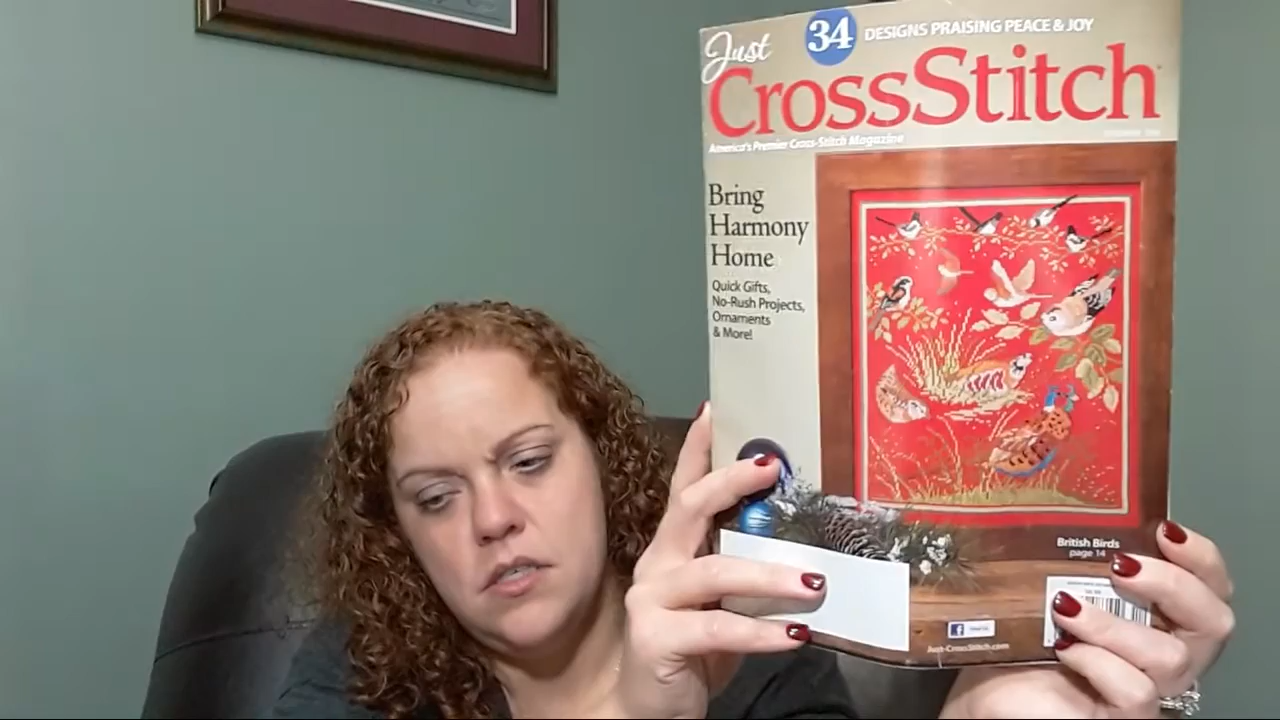 Just
34
DESIGNS PRAISING PEACE & JOY
CrossStitch
America's Premier Cross-Stitch Magazine
Bring
Harmony
Home
Quick Gifts,
No-Rush Projects,
Ornaments
& More!
British Birds
page 14
Just-CrossStitch.com